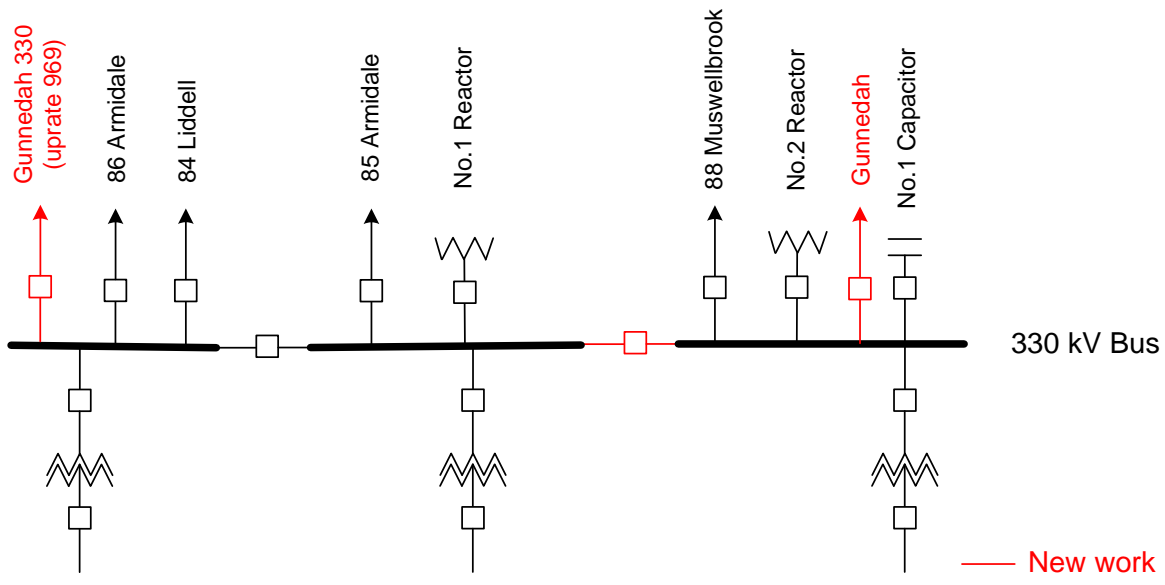 Gunnedah 330
(uprate 969)
86 Armidale
84 Liddell
85 Armidale
No.1 Reactor
88 Muswellbrook
No.2 Reactor
Gunnedah
No.1 Capacitor
330 kV Bus
New work